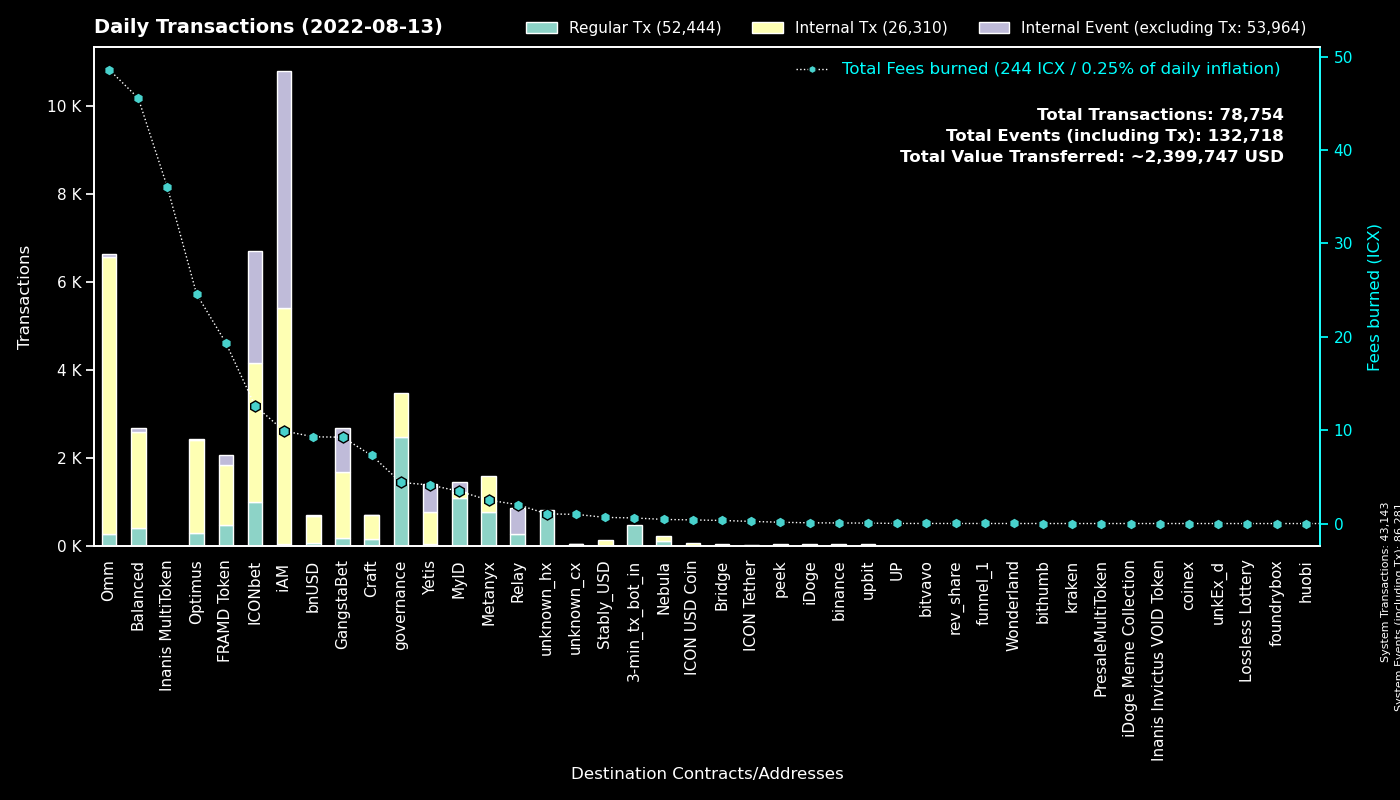 Daily Transactions (2022-08-13)
Regular Tx (52,444)
Internal Tx (26,310)
Internal Event (excluding Tx: 53,964)
Total Fees burned (244 ICX / 0.25% of daily inflation)
Total Transactions: 78,754
Total Events (including Tx): 132,718
Total Value Transferred: ~2,399,747 USD
Transactions
10 K
8 K
6 K
4 K
2 K
0 K
50
40
30
20
10
0
Fees burned (ICX)
Omm
Balanced
Inanis MultiToken
Optimus
FRAMD Token
ICONbet
iAM
bnUSD
GangstaBet
Craft
governance
Yetis
MyID
Metanyx
Relay
unknown_hx
unknown_cx
Stably_USD
3-min_tx_bot_in
Nebula
ICON USD Coin
Bridge
ICON Tether
peek
iDoge
binance
upbit
UP
bitvavo
rev_share
funnel_1
Wonderland
bithumb
kraken
PresaleMultiToken
iDoge Meme Collection
Inanis Invictus VOID Token
coinex
unkEx_d
Lossless Lottery
foundrybox
huobi
Destination Contracts/Addresses
System Transactions: 43,143
System Events (including Tx): 86,281